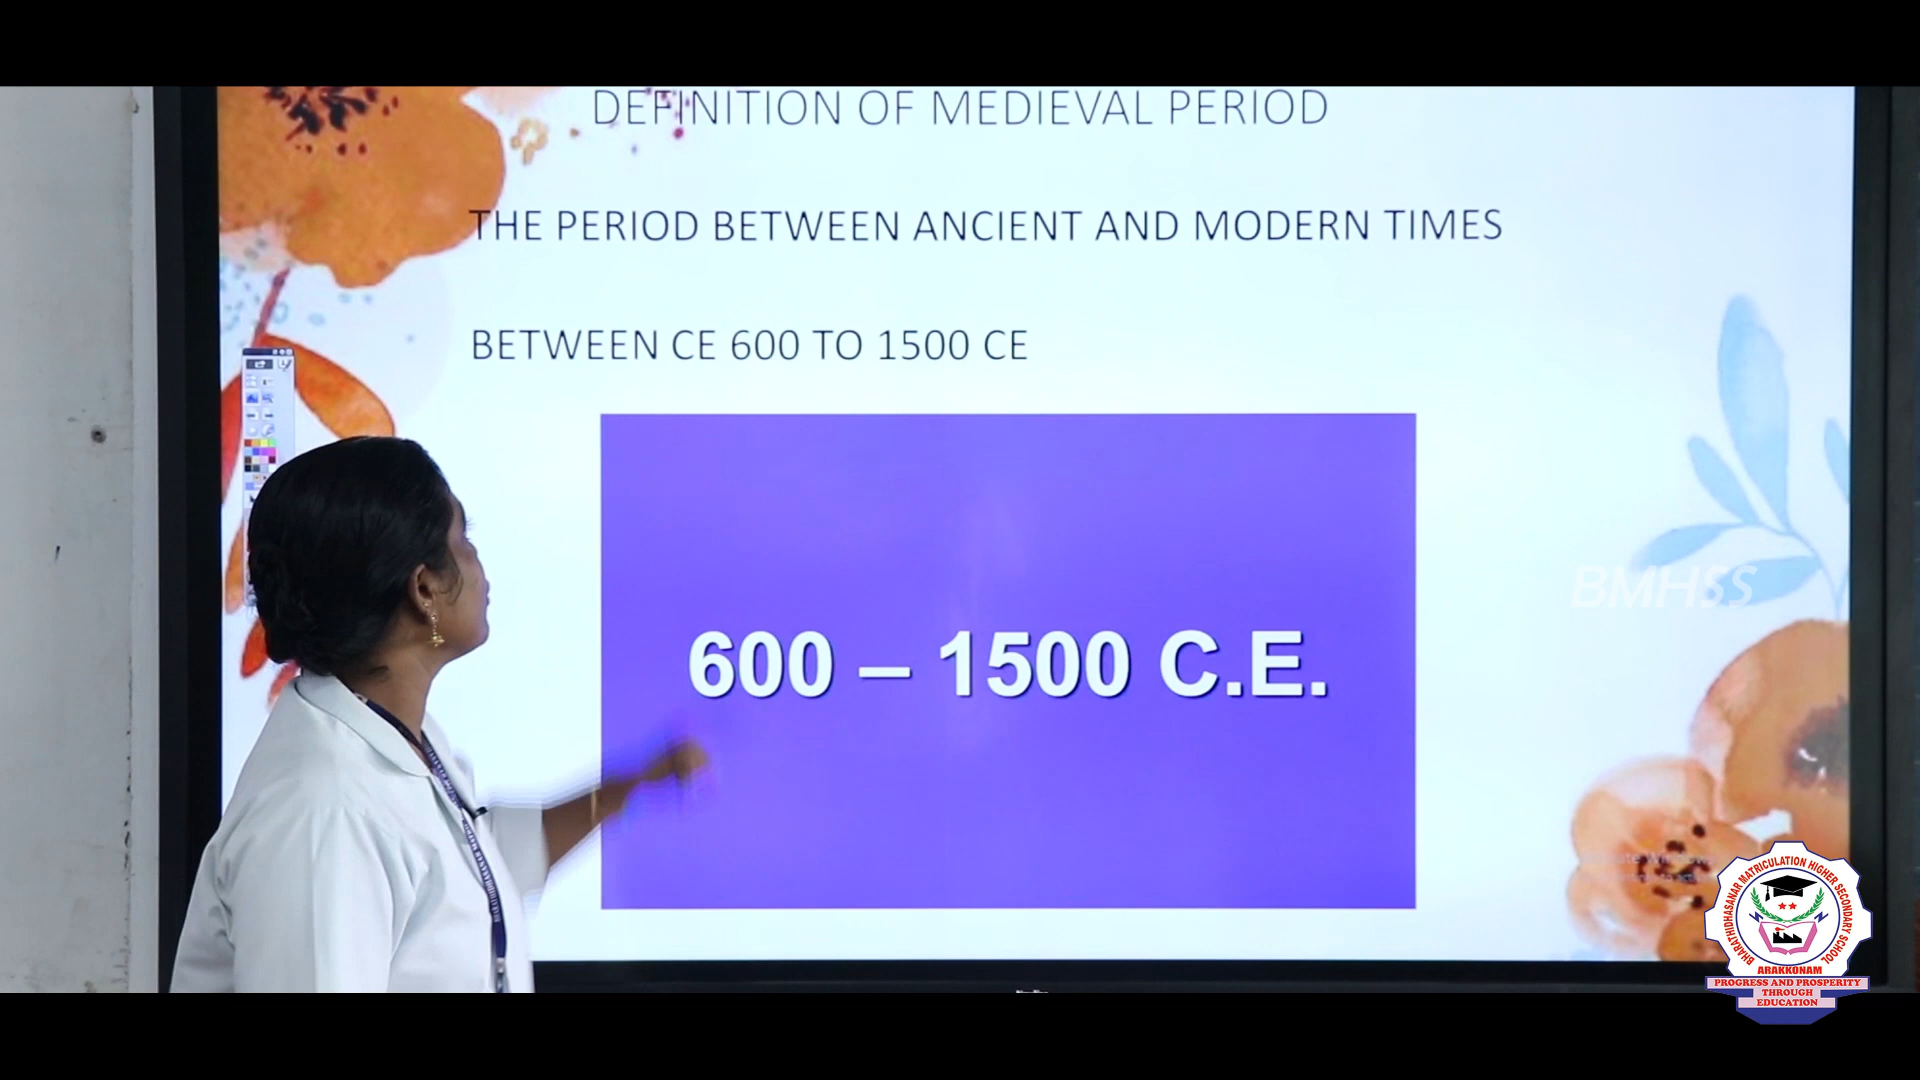 DEFINITION OF MEDIEVAL PERIOD
THE PERIOD BETWEEN ANCIENT AND MODERN TIMES
BETWEEN CE 600 TO 1500 CE
600 – 1500 C.E.
BMHSS
BHARATHIDHASANAR MATRICULATION HIGHER SECONDARY SCHOOL
ARAKKONAM
PROGRESS AND PROSPERITY
THROUGH
EDUCATION